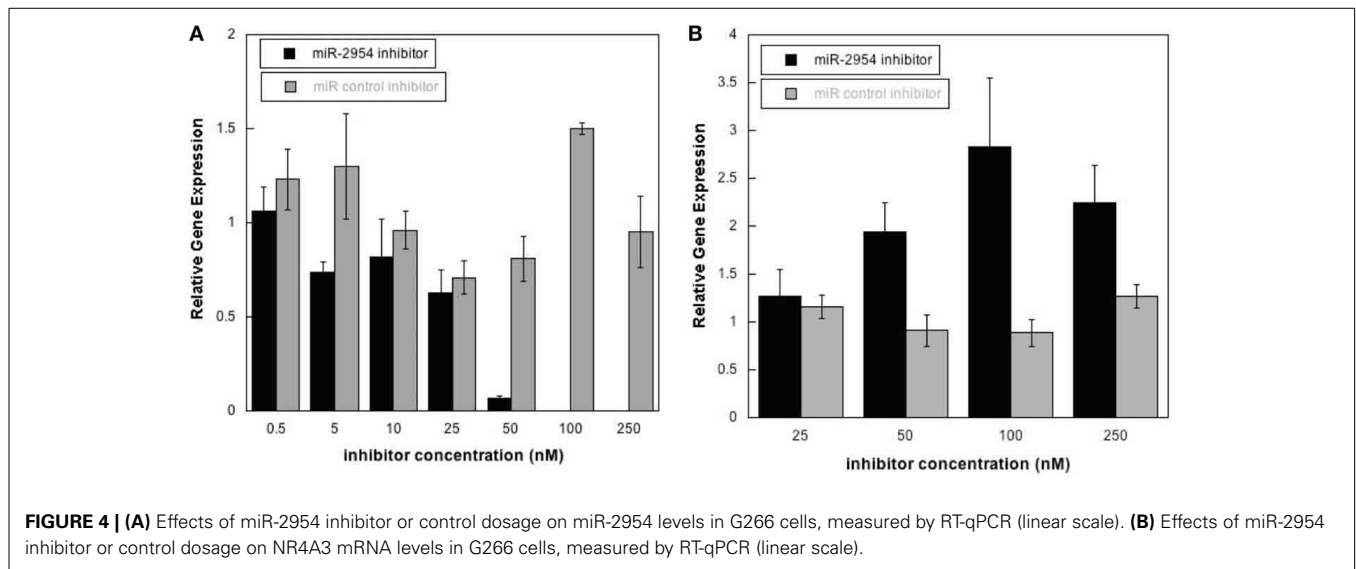 A
miR-2954 inhibitor
miR control inhibitor
Relative Gene Expression
2
1.5
1
0.5
0
0.5 5 10 25 50 100 250
inhibitor concentration (nM)
B
miR-2954 inhibitor
miR control inhibitor
Relative Gene Expression
4
3.5
3
2.5
2
1.5
1
0.5
0
25 50 100 250
inhibitor concentration (nM)
FIGURE 4 | (A) Effects of miR-2954 inhibitor or control dosage on miR-2954 levels in G266 cells, measured by RT-qPCR (linear scale). (B) Effects of miR-2954
inhibitor or control dosage on NR4A3 mRNA levels in G266 cells, measured by RT-qPCR (linear scale).